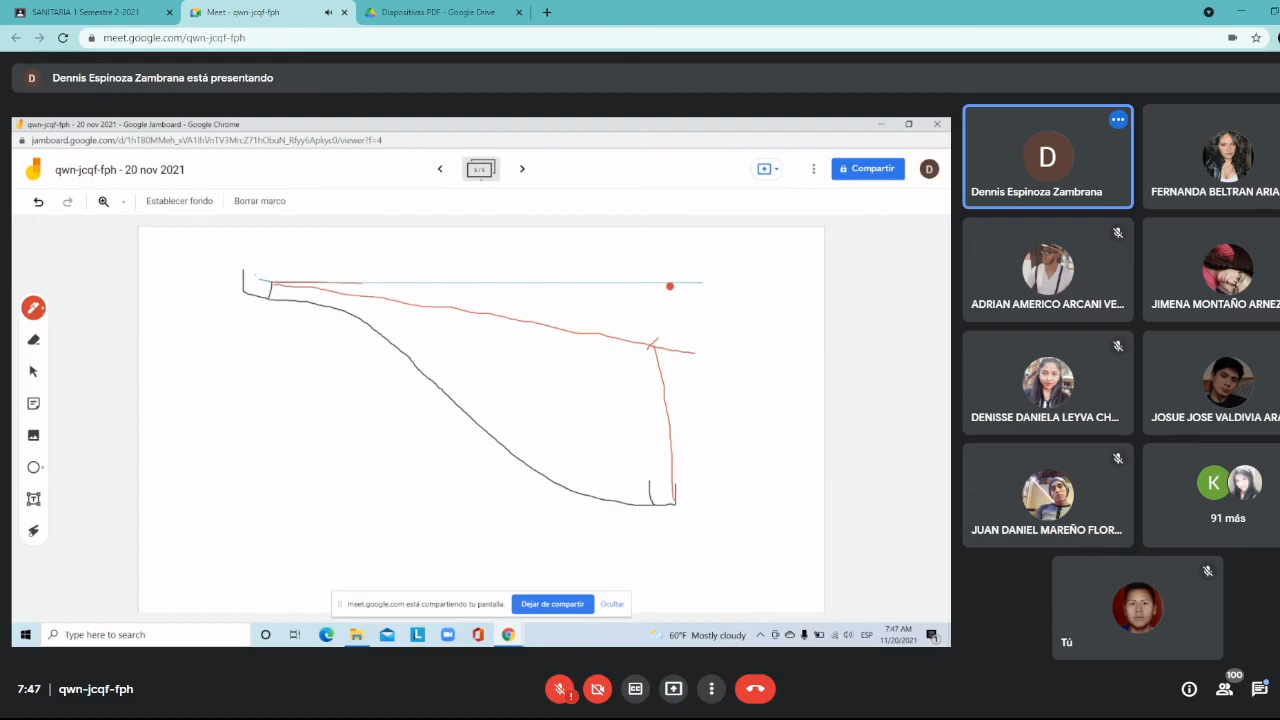 SANITARIA 1 Semestre 2-2021
Meet - qwn-jcqf-fph
Diapositivas PDF - Google Drive
meet.google.com/qwn-jcqf-fph
D
Dennis Espinoza Zambrana está presentando
qwn-jcqf-fph - 20 nov 2021 - Google Jamboard - Google Chrome
qwn-jcqf-fph - 20 nov 2021
5/5
Compartir
D
Establecer fondo
Borrar marco
meet.google.com está compartiendo tu pantalla.
Dejar de compartir
Ocultar
Type here to search
60°F Mostly cloudy
ESP
7:47 AM
11/20/2021
D
Dennis Espinoza Zambrana
FERNANDA BELTRAN ARIA
ADRIAN AMERICO ARCANI VE...
JIMENA MONTAÑO ARNEZ
DENISSE DANIELA LEYVA CH...
JOSUE JOSE VALDIVIA ARA
JUAN DANIEL MAREÑO FLOR...
K
91 más
Tú
7:47
qwn-jcqf-fph
100